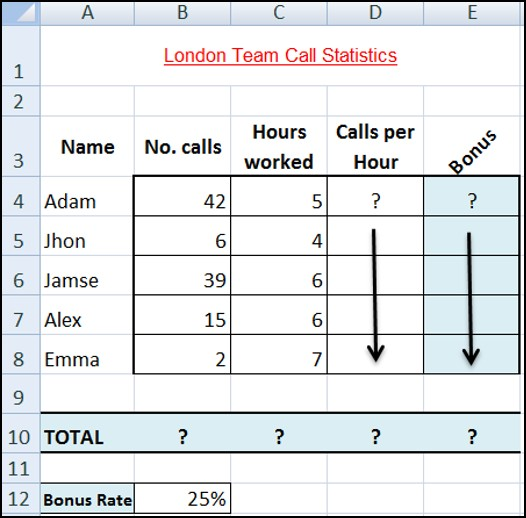 A B C D E
1 London Team Call Statistics
2
3 Name No. calls Hours worked Calls per Hour Bonus
4 Adam 42 5 ? ?
5 Jhon 6 4
6 Jamse 39 6
7 Alex 15 6
8 Emma 2 7
9
10 TOTAL ? ? ? ?
11
12 Bonus Rate 25%